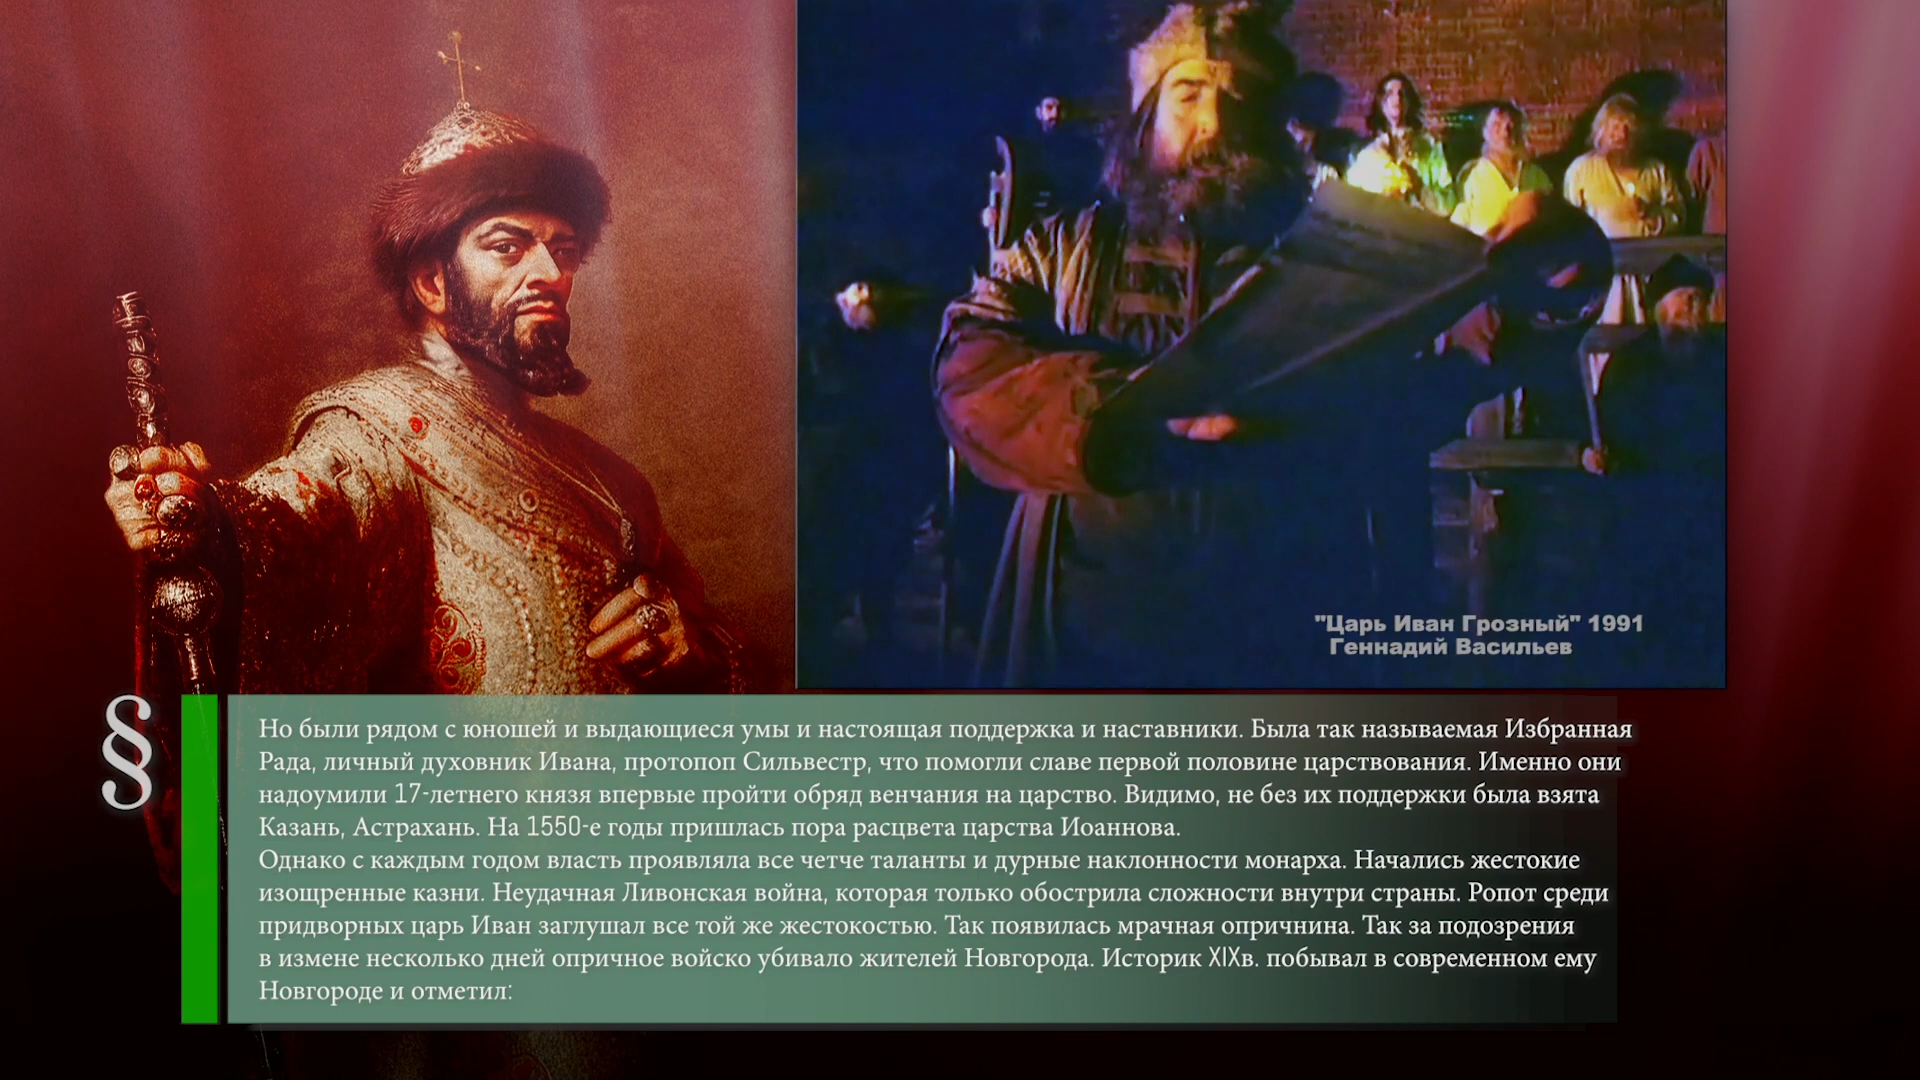 "Царь Иван Грозный" 1991
Геннадий Васильев
§
Но были рядом с юношей и выдающиеся умы и настоящая поддержка и наставники. Была так называемая Избранная
Рада, личный духовник Ивана, протопоп Сильвестр, что помогли славе первой половине царствования. Именно они
надоумили 17-летнего князя впервые пройти обряд венчания на царство. Видимо, не без их поддержки была взята
Казань, Астрахань. На 1550-е годы пришлась пора расцвета царства Иоаннова.
Однако с каждым годом власть проявляла все четче таланты и дурные наклонности монарха. Начались жестокие
изощренные казни. Неудачная Ливонская война, которая только обострила сложности внутри страны. Ропот среди
придворных царь Иван заглушал все той же жестокостью. Так появилась мрачная опричнина. Так за подозрения
в измене несколько дней опричное войско убивало жителей Новгорода. Историк XIXв. побывал в современном ему
Новгороде и отметил: